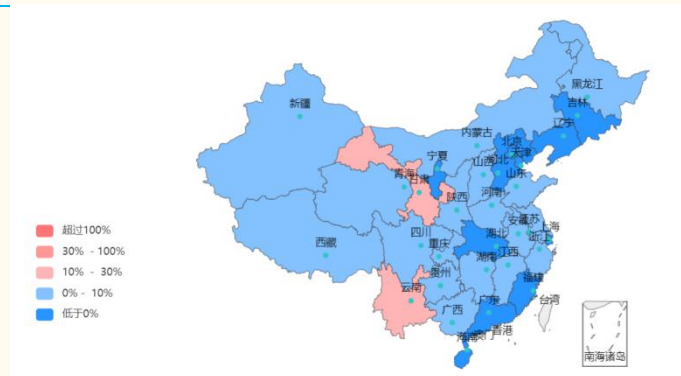 黑龙江
吉林
新疆
辽宁
内蒙古
北京
天津
宁夏
山西
河北
山东
青海
甘肃
陕西
河南
江苏
安徽
上海
四川
湖北
浙江
西藏
重庆
湖南
江西
贵州
福建
云南
台湾
广东
广西
香港
澳门
海南
超过100%
30% - 100%
10% - 30%
0% - 10%
低于0%
南海诸岛